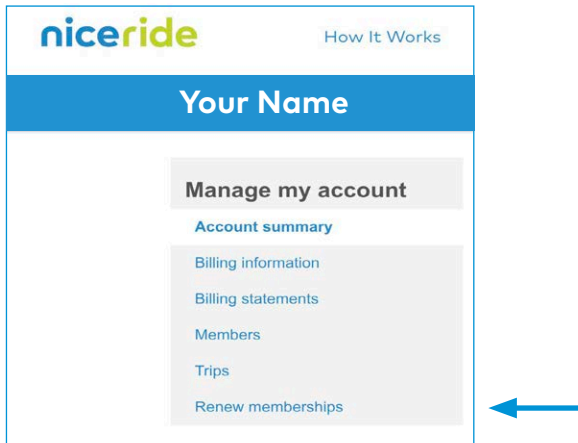 niceride
How It Works
Your Name
Manage my account
Account summary
Billing information
Billing statements
Members
Trips
Renew memberships